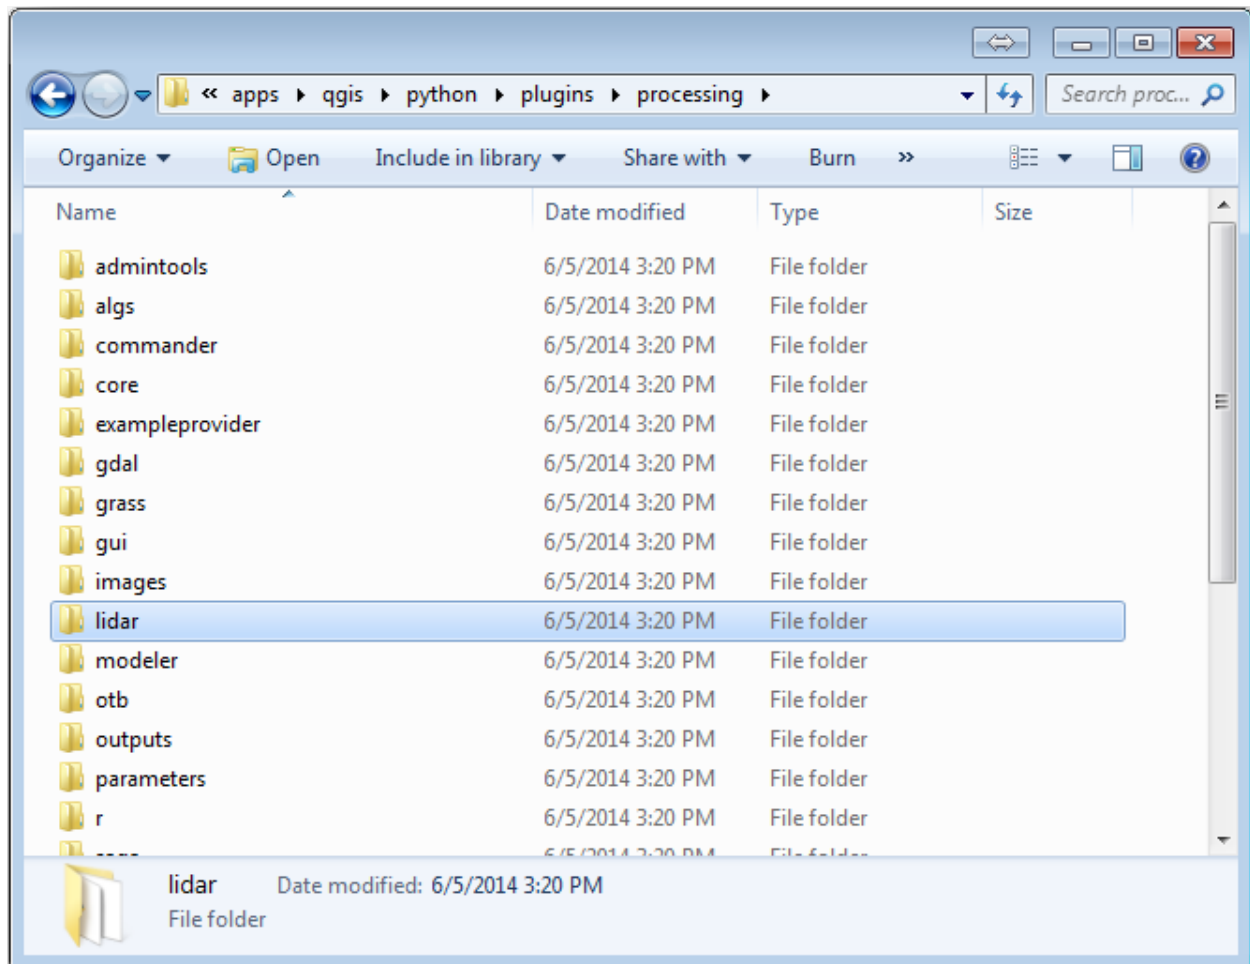 « apps ▸ qgis ▸ python ▸ plugins ▸ processing ▸ Search proc...
Organize ▾ Open Include in library ▾ Share with ▾ Burn »
Name Date modified Type Size
admintools 6/5/2014 3:20 PM File folder
algs 6/5/2014 3:20 PM File folder
commander 6/5/2014 3:20 PM File folder
core 6/5/2014 3:20 PM File folder
exampleprovider 6/5/2014 3:20 PM File folder
gdal 6/5/2014 3:20 PM File folder
grass 6/5/2014 3:20 PM File folder
gui 6/5/2014 3:20 PM File folder
images 6/5/2014 3:20 PM File folder
lidar 6/5/2014 3:20 PM File folder
modeler 6/5/2014 3:20 PM File folder
otb 6/5/2014 3:20 PM File folder
outputs 6/5/2014 3:20 PM File folder
parameters 6/5/2014 3:20 PM File folder
r 6/5/2014 3:20 PM File folder
lidar Date modified: 6/5/2014 3:20 PM
File folder